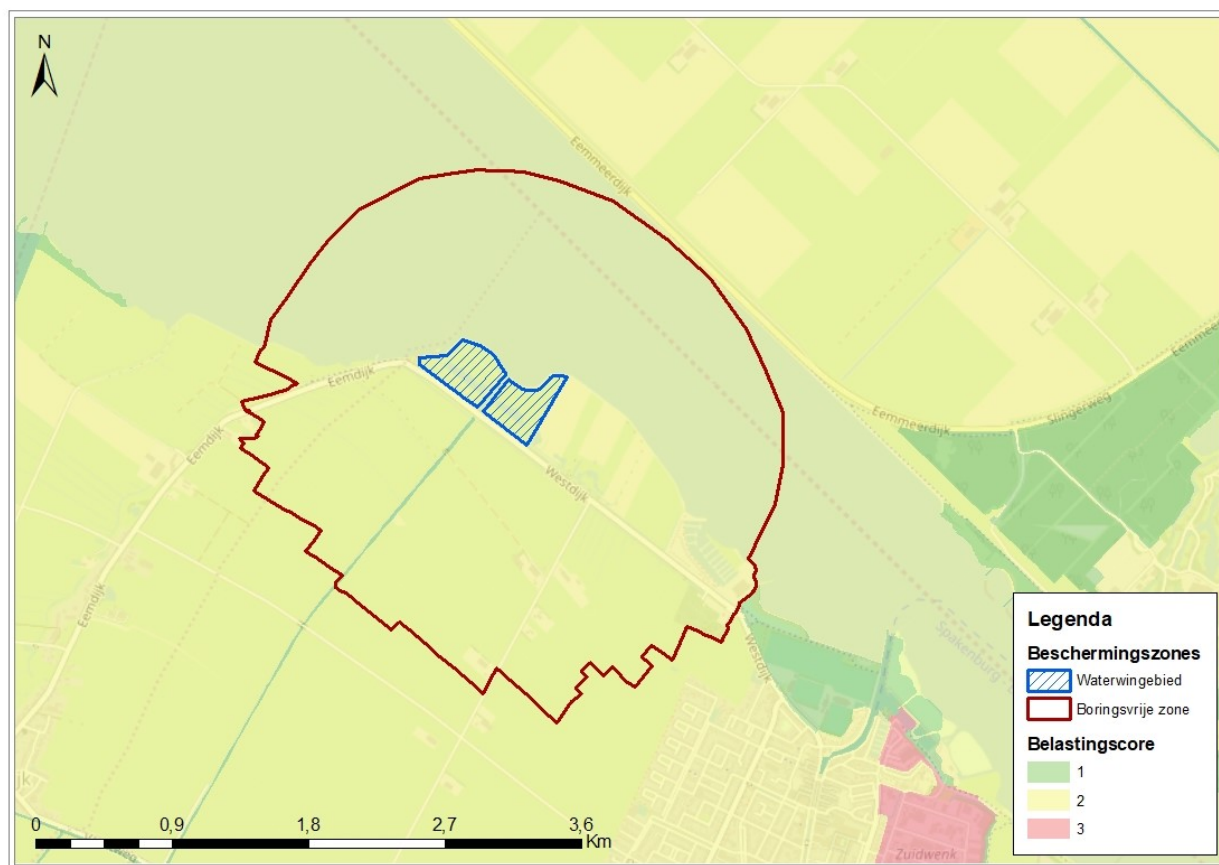 N
Eemmeerdijk
Eemmeerdijk
Slingerweg
Eemmeerdijk
Eemdijk
Eemdijk
Westdijk
Eemdijk
Westdijk
Spakenburg
Zuidwenk
Legenda
Beschermingszones
Waterwingebied
Boringsvrije zone
Belastingscore
1
2
3
0 0,9 1,8 2,7 3,6
Km